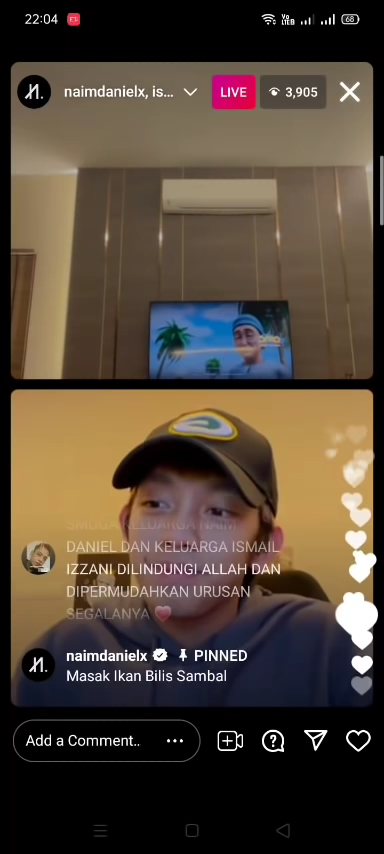 22:04
68
naimdanielx, is...
LIVE
3,905
SMOGA KELUARGA NAIM
DANIEL DAN KELUARGA ISMAIL
IZZANI DILINDUNGI ALLAH DAN
DIPERMUDAHKAN URUSAN
SEGALANYA ❤️
naimdanielx PINNED
Masak Ikan Bilis Sambal
Add a Comment..